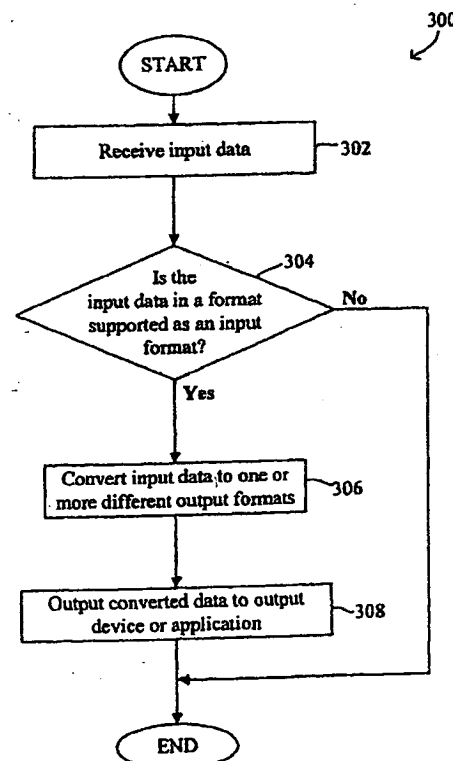 300
START
Receive input data
302
304
Is the
input data in a format
supported as an input
format?
No
Yes
Convert input data to one or
more different output formats
306
Output converted data to output
device or application
308
END